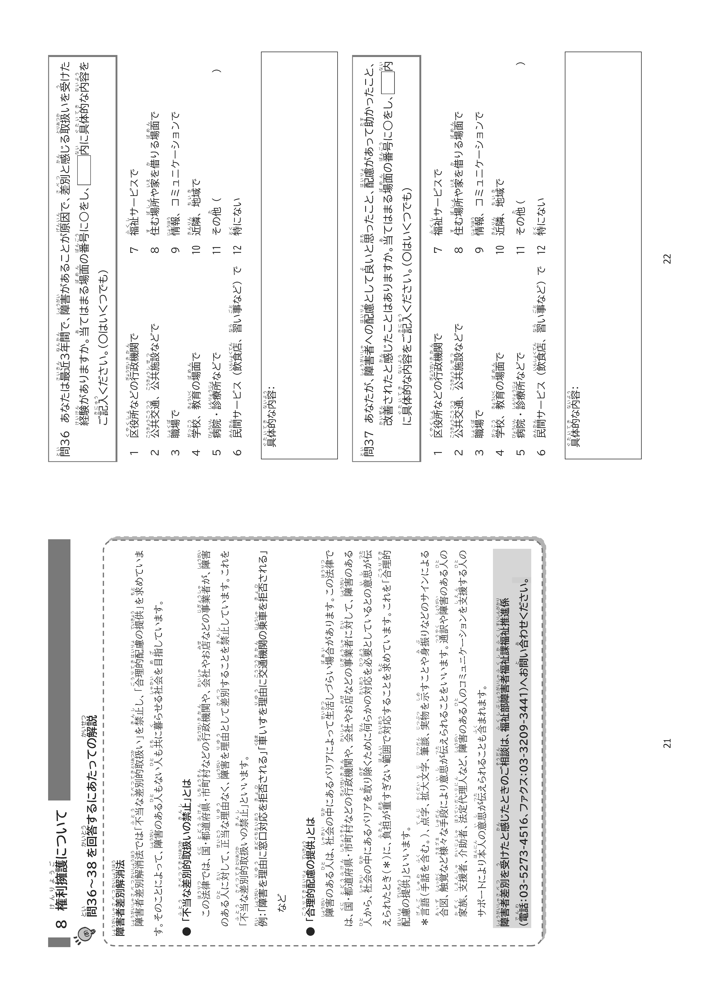 8 権利擁護について
問36～38 を回答するにあたっての解説
障害者差別解消法
障害者差別解消法では「不当な差別的取扱い」を禁止し、「合理的配慮の提供」を求めていま
す。そのことによって、障害のある人もない人も共に暮らせる社会を目指しています。
● 「不当な差別的取扱いの禁止」とは
この法律では、国・都道府県・市町村などの行政機関や、会社やお店などの事業者が、障害
のある人に対して、正当な理由なく、障害を理由として差別することを禁止しています。これを
「不当な差別的取扱いの禁止」といいます。
例：「障害を理由に窓口対応を拒否される」「車いすを理由に交通機関の乗車を拒否される」
など
● 「合理的配慮の提供」とは
障害のある人は、社会の中にあるバリアによって生活しづらい場合があります。この法律で
は、国・都道府県・市町村などの行政機関や、会社やお店などの事業者に対して、障害のある
人から、社会の中にあるバリアを取り除くために何らかの対応を必要としているとの意思が伝
えられたとき（＊）に、負担が重すぎない範囲で対応することを求めています。これを「合理的
配慮の提供」といいます。
＊言語（手話を含む。）、点字、拡大文字、筆談、実物を示すことや身振りなどのサインによる
合図、触覚など様々な手段により意思が伝えられることをいいます。通訳や障害のある人の
家族、支援者、介助者、法定代理人など、障害のある人のコミュニケーションを支援する人の
サポートにより本人の意思が伝えられることも含まれます。
障害者差別を受けたと感じたときのご相談は、福祉部障害者福祉課福祉推進係
（電話：03-5273-4516、ファクス：03-3209-3441）へお問い合わせください。
21
問36 あなたは最近3年間で、障害があることが原因で、差別と感じる取扱いを受けた
経験がありますか。当てはまる場面の番号に○をし、 内に具体的な内容を
ご記入ください。（○はいくつでも）
1 区役所などの行政機関で
2 公共交通、公共施設などで
3 職場で
4 学校、教育の場面で
5 病院・診療所などで
6 民間サービス（飲食店、習い事など）で
7 福祉サービスで
8 住む場所や家を借りる場面で
9 情報、コミュニケーションで
10 近隣、地域で
11 その他（ ）
12 特にない
具体的な内容：
問37 あなたが、障害者への配慮として良いと思ったこと、配慮があって助かったこと、
改善されたと感じたことはありますか。当てはまる場面の番号に○をし、 内
に具体的な内容をご記入ください。（○はいくつでも）
1 区役所などの行政機関で
2 公共交通、公共施設などで
3 職場で
4 学校、教育の場面で
5 病院・診療所などで
6 民間サービス（飲食店、習い事など）で
7 福祉サービスで
8 住む場所や家を借りる場面で
9 情報、コミュニケーションで
10 近隣、地域で
11 その他（ ）
12 特にない
具体的な内容：
22